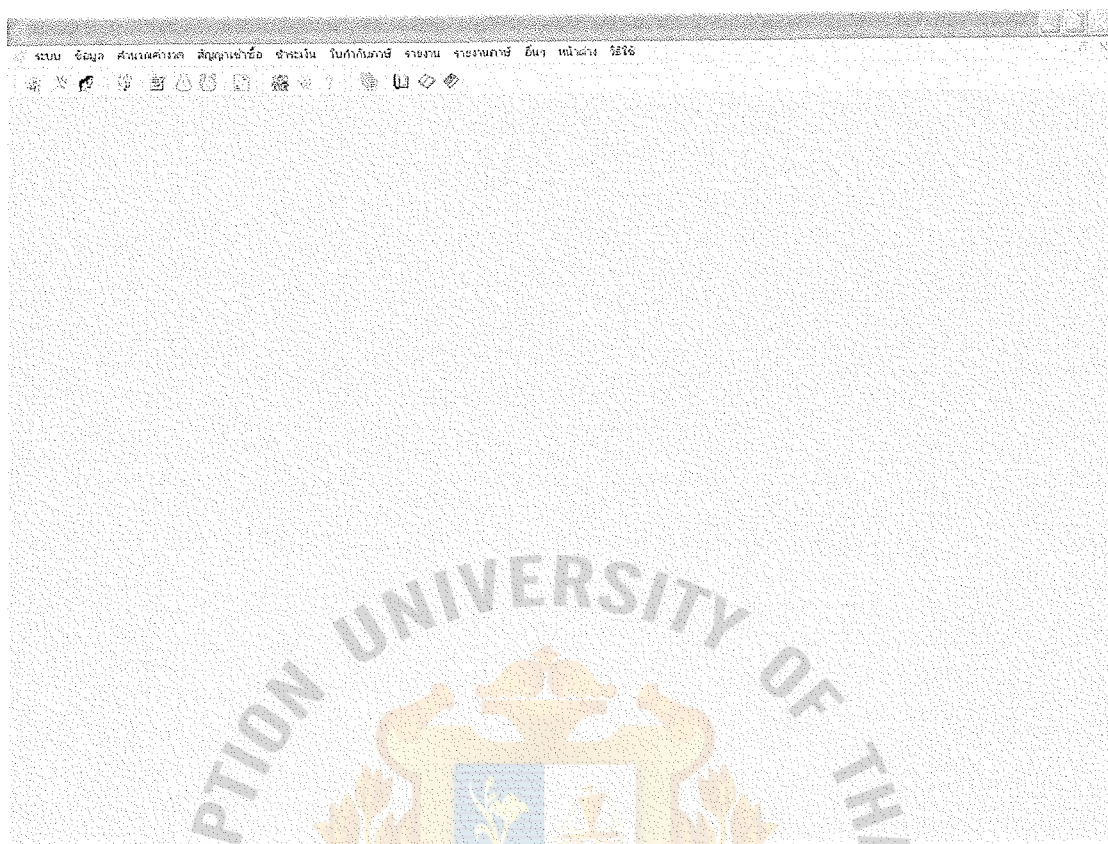 ระบบ ข้อมูล คำนวณค่างวด สัญญาเช่าซื้อ ชำระเงิน ใบกำกับภาษี รายงาน รายงานภาษี อื่นๆ หน้าต่าง วิธีใช้
PTION UNIVERSITY OF THA